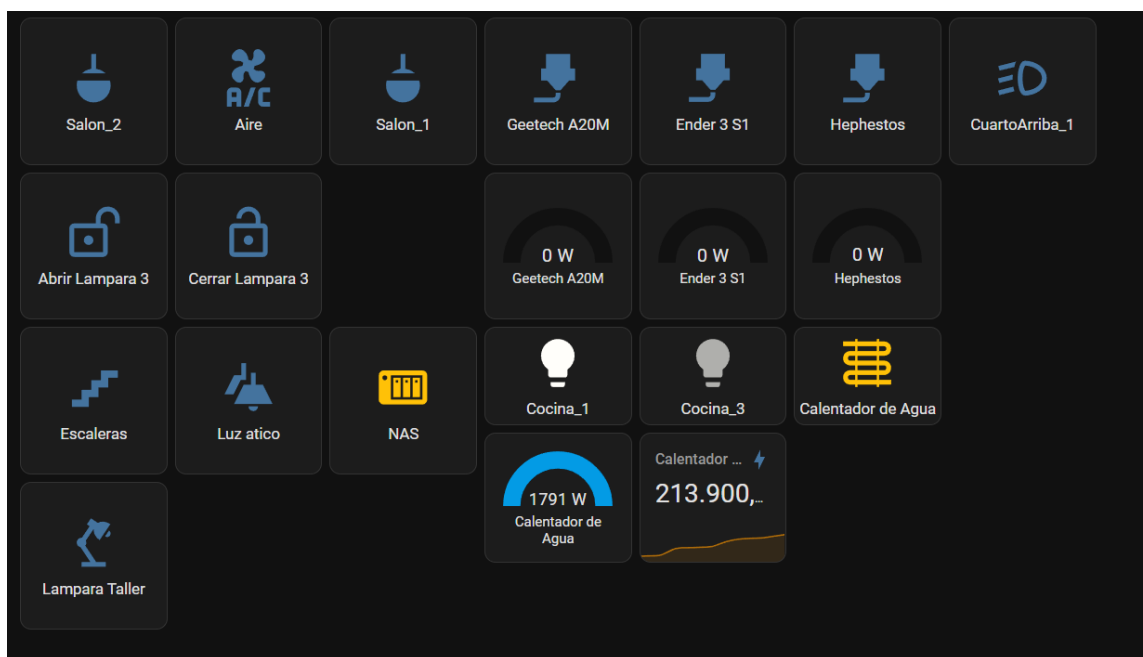 Salon_2
A/C
Aire
Salon_1
Geetech A20M
Ender 3 S1
Hephestos
CuartoArriba_1
Abrir Lampara 3
Cerrar Lampara 3
0 W
Geetech A20M
0 W
Ender 3 S1
0 W
Hephestos
Escaleras
Luz atico
NAS
Cocina_1
Cocina_3
Calentador de Agua
1791 W
Calentador de
Agua
Calentador ...
213.900,...
Lampara Taller